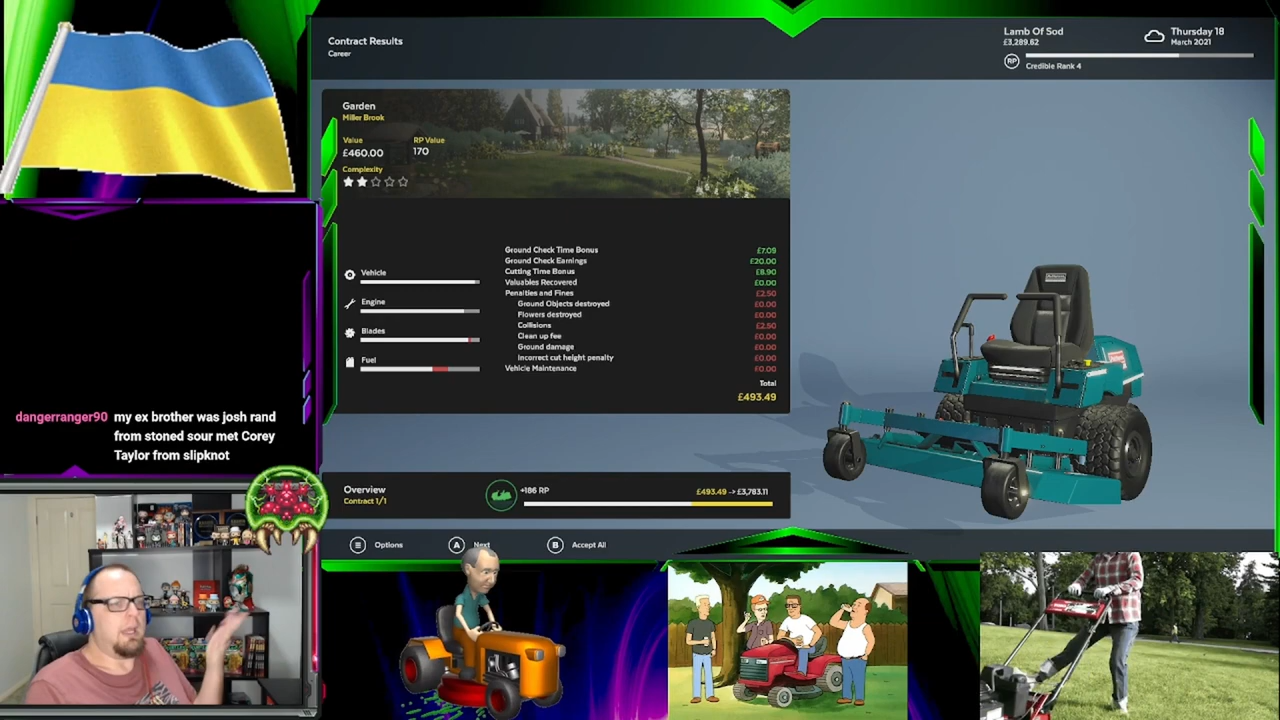 Contract Results
Career
Lamb Of Sod
£3,289.62
Thursday 18
March 2021
RP
Credible Rank 4
Garden
Miller Brook
Value
£460.00
RP Value
170
Complexity
Vehicle
Engine
Blades
Fuel
Ground Check Time Bonus £7.09
Ground Check Earnings £20.00
Cutting Time Bonus £8.90
Valuables Recovered £0.00
Penalties and Fines £2.50
Ground Objects destroyed £0.00
Flowers destroyed £0.00
Collisions £2.50
Clean up fee £0.00
Ground damage £0.00
Incorrect cut height penalty £0.00
Vehicle Maintenance £0.00
Total
£493.49
dangerranger90 my ex brother was josh rand
from stoned sour met Corey
Taylor from slipknot
Overview
Contract 1/1
+186 RP
£493.49 -> £3,783.11
Options
A Next
B Accept All